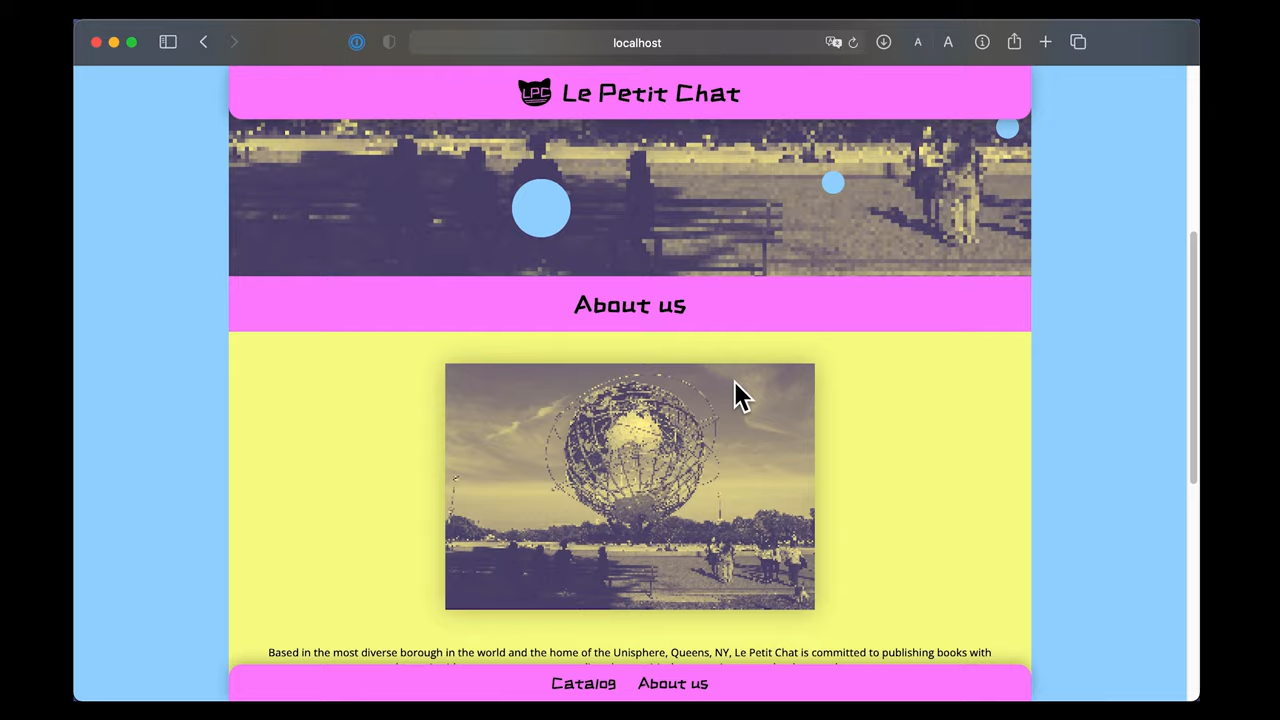 localhost
A A
LPC Le Petit Chat
About us
Based in the most diverse borough in the world and the home of the Unisphere, Queens, NY, Le Petit Chat is committed to publishing books with
Catalog About us